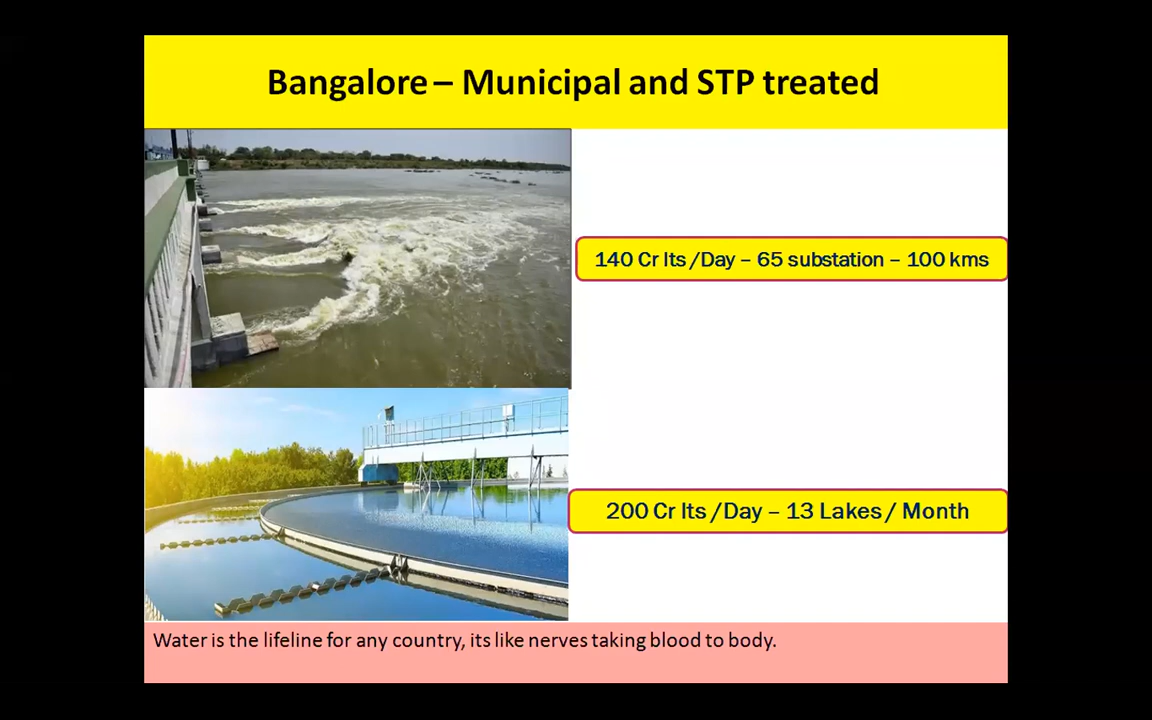 Bangalore – Municipal and STP treated
140 Cr lts /Day – 65 substation – 100 kms
200 Cr lts /Day – 13 Lakes / Month
Water is the lifeline for any country, its like nerves taking blood to body.